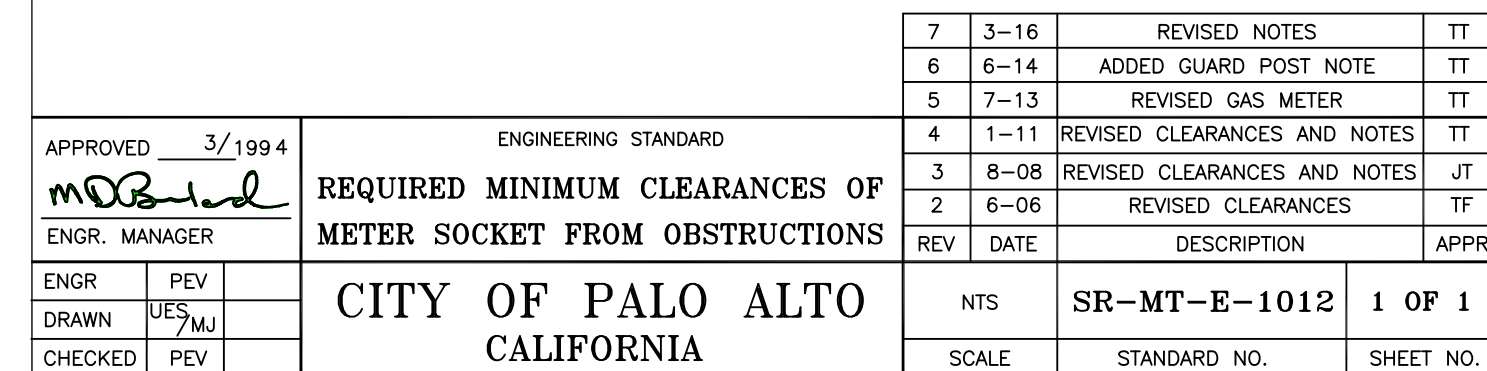 7 3-16 REVISED NOTES TT
6 6-14 ADDED GUARD POST NOTE TT
5 7-13 REVISED GAS METER TT
4 1-11 REVISED CLEARANCES AND NOTES TT
3 8-08 REVISED CLEARANCES AND NOTES JT
2 6-06 REVISED CLEARANCES TF
REV DATE DESCRIPTION APPR
APPROVED 3/1994
ENGR. MANAGER
ENGINEERING STANDARD
REQUIRED MINIMUM CLEARANCES OF
METER SOCKET FROM OBSTRUCTIONS
ENGR PEV
DRAWN UES/MJ
CHECKED PEV
CITY OF PALO ALTO
CALIFORNIA
NTS
SCALE
SR-MT-E-1012
STANDARD NO.
1 OF 1
SHEET NO.